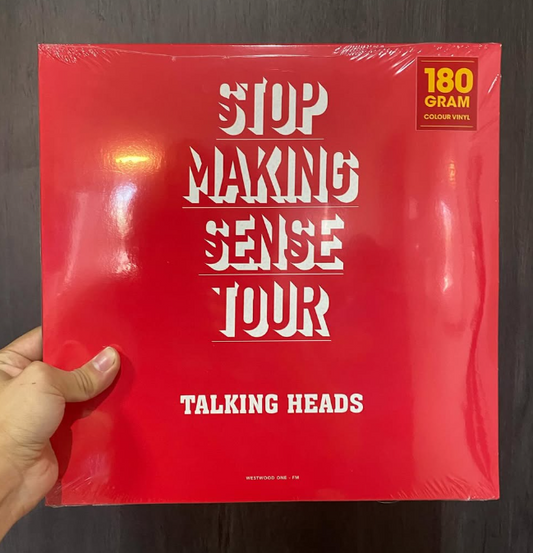 STOP
MAKING
SENSE
TOUR
TALKING HEADS
WESTWOOD ONE - FM
180
GRAM
COLOUR VINYL